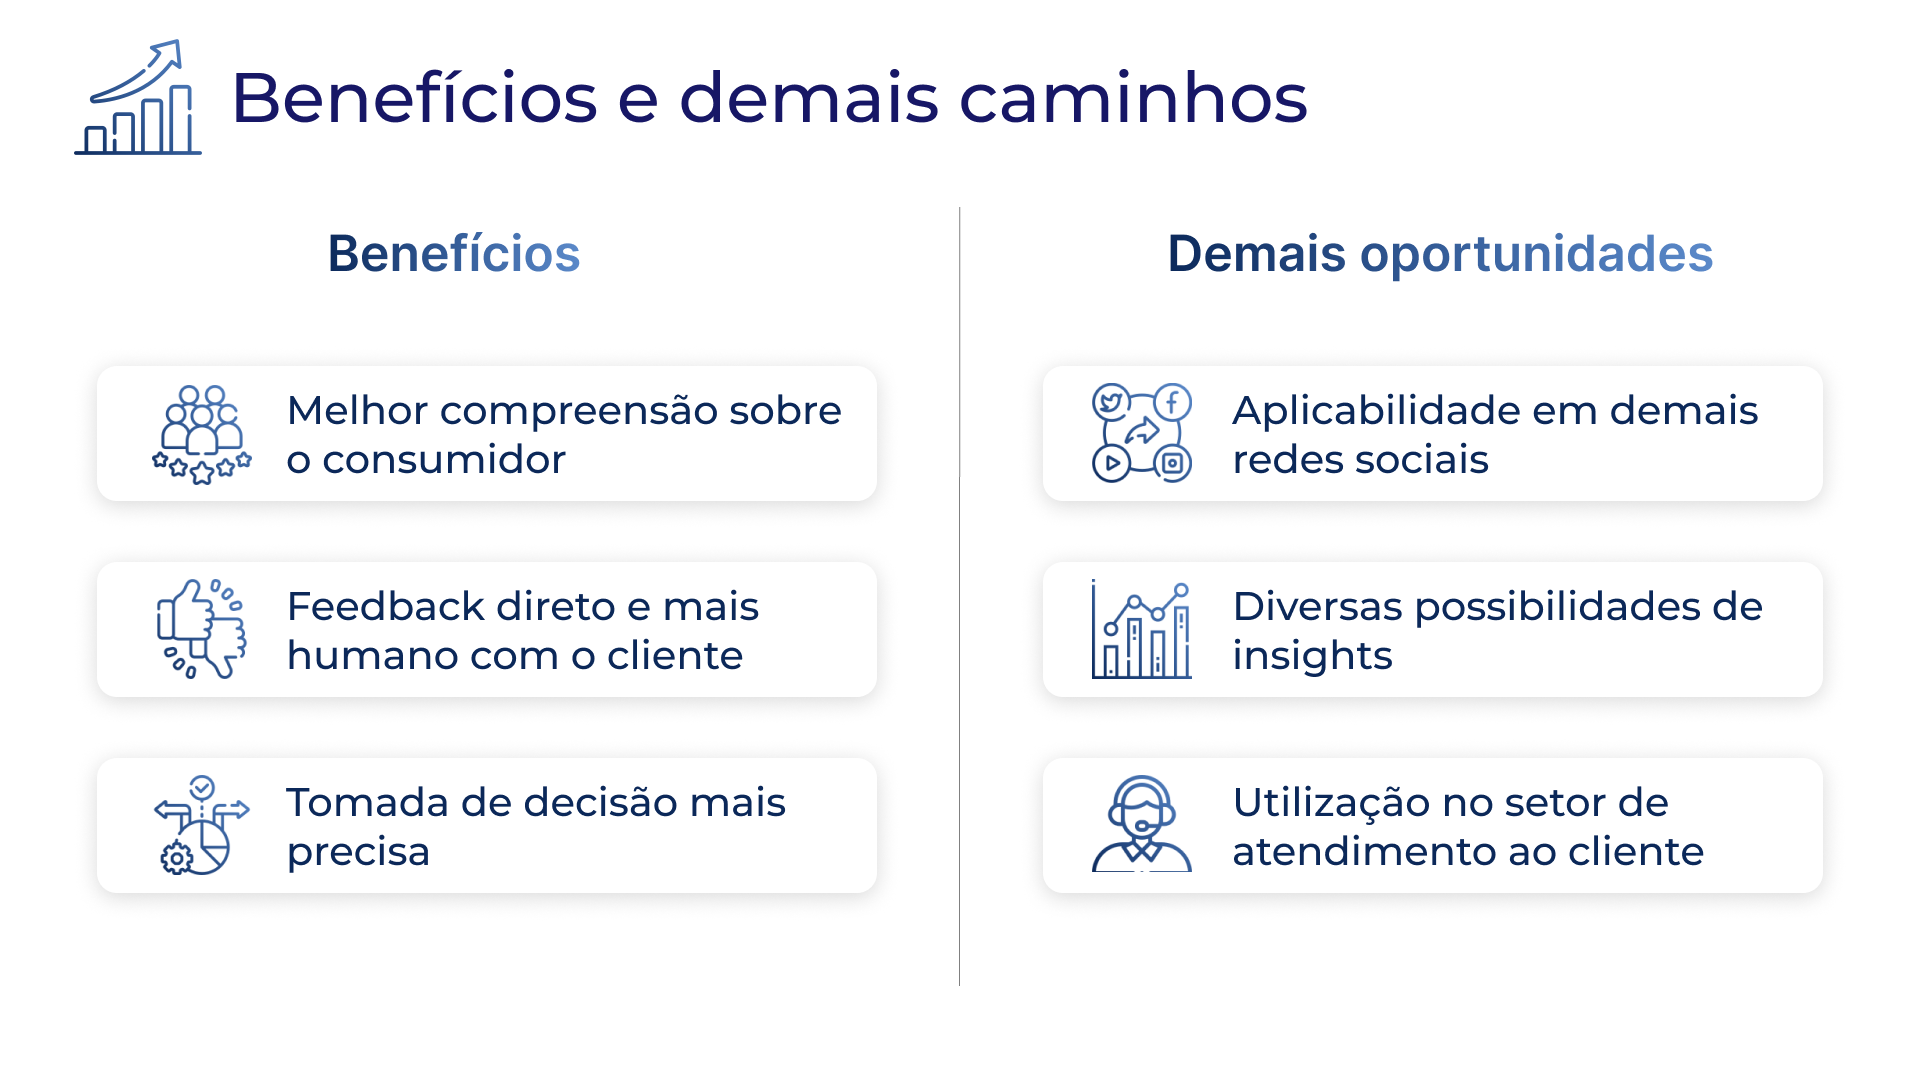 Benefícios e demais caminhos
Benefícios
Melhor compreensão sobre
o consumidor
Feedback direto e mais
humano com o cliente
Tomada de decisão mais
precisa
Demais oportunidades
Aplicabilidade em demais
redes sociais
Diversas possibilidades de
insights
Utilização no setor de
atendimento ao cliente